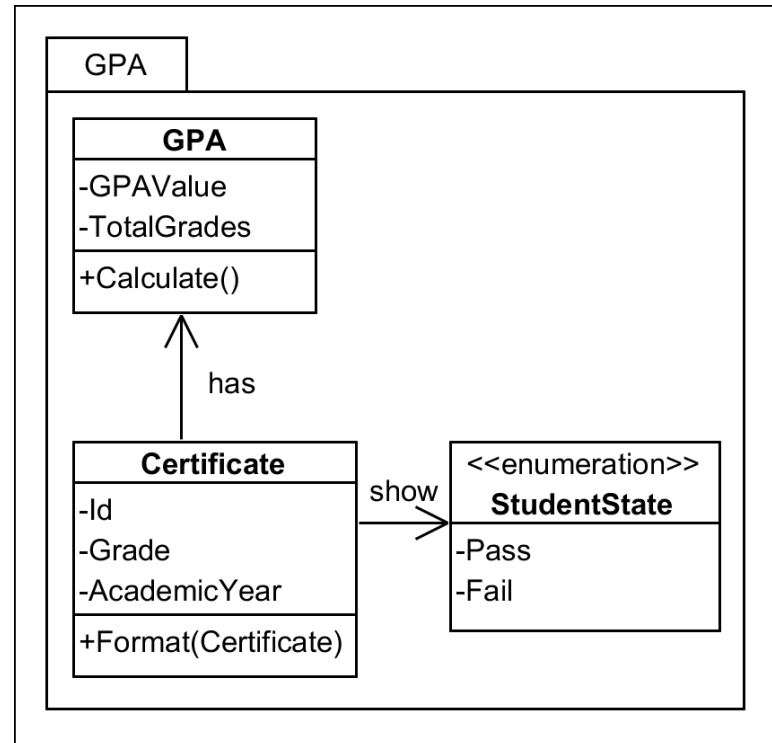 GPA
GPA
-GPAValue
-TotalGrades
+Calculate()
has
Certificate
-Id
-Grade
-AcademicYear
+Format(Certificate)
show
<<enumeration>>
StudentState
-Pass
-Fail